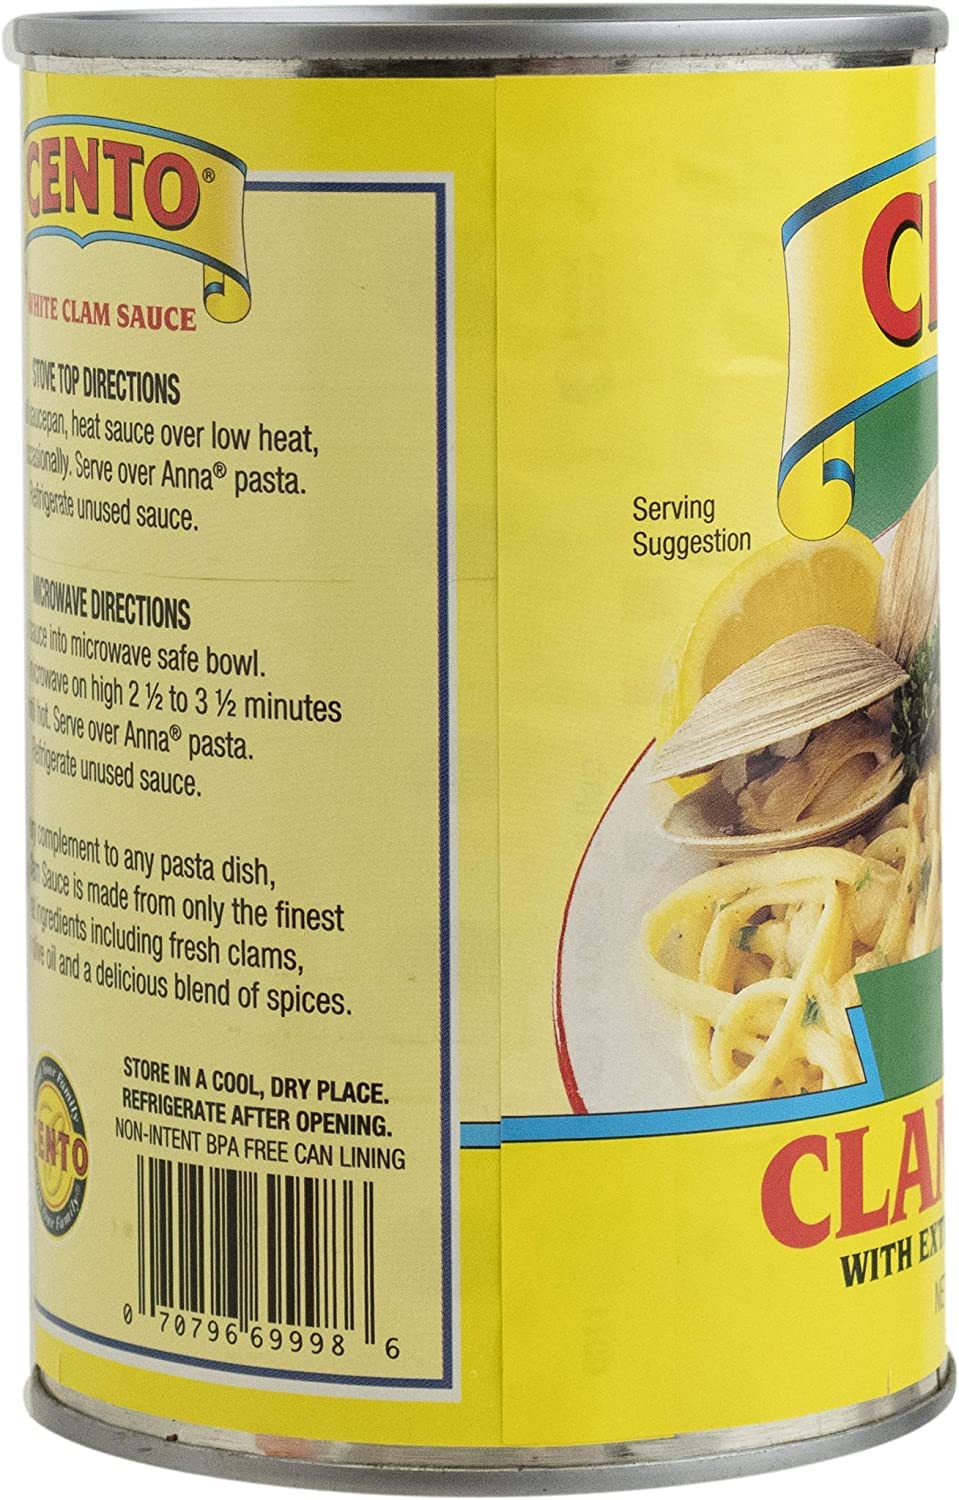 CENTO®
WHITE CLAM SAUCE
STOVE TOP DIRECTIONS
saucepan, heat sauce over low heat,
Serve over Anna® pasta.
Refrigerate unused sauce.
MICROWAVE DIRECTIONS
sauce into microwave safe bowl.
on high 2 ½ to 3 ½ minutes
hot. Serve over Anna® pasta.
Refrigerate unused sauce.
complement to any pasta dish,
Sauce is made from only the finest
ingredients including fresh clams,
oil and a delicious blend of spices.
STORE IN A COOL, DRY PLACE.
REFRIGERATE AFTER OPENING.
NON-INTENT BPA FREE CAN LINING
CENTO
0 70796 69998 6
Serving
Suggestion
C
CLA
WITH EXT